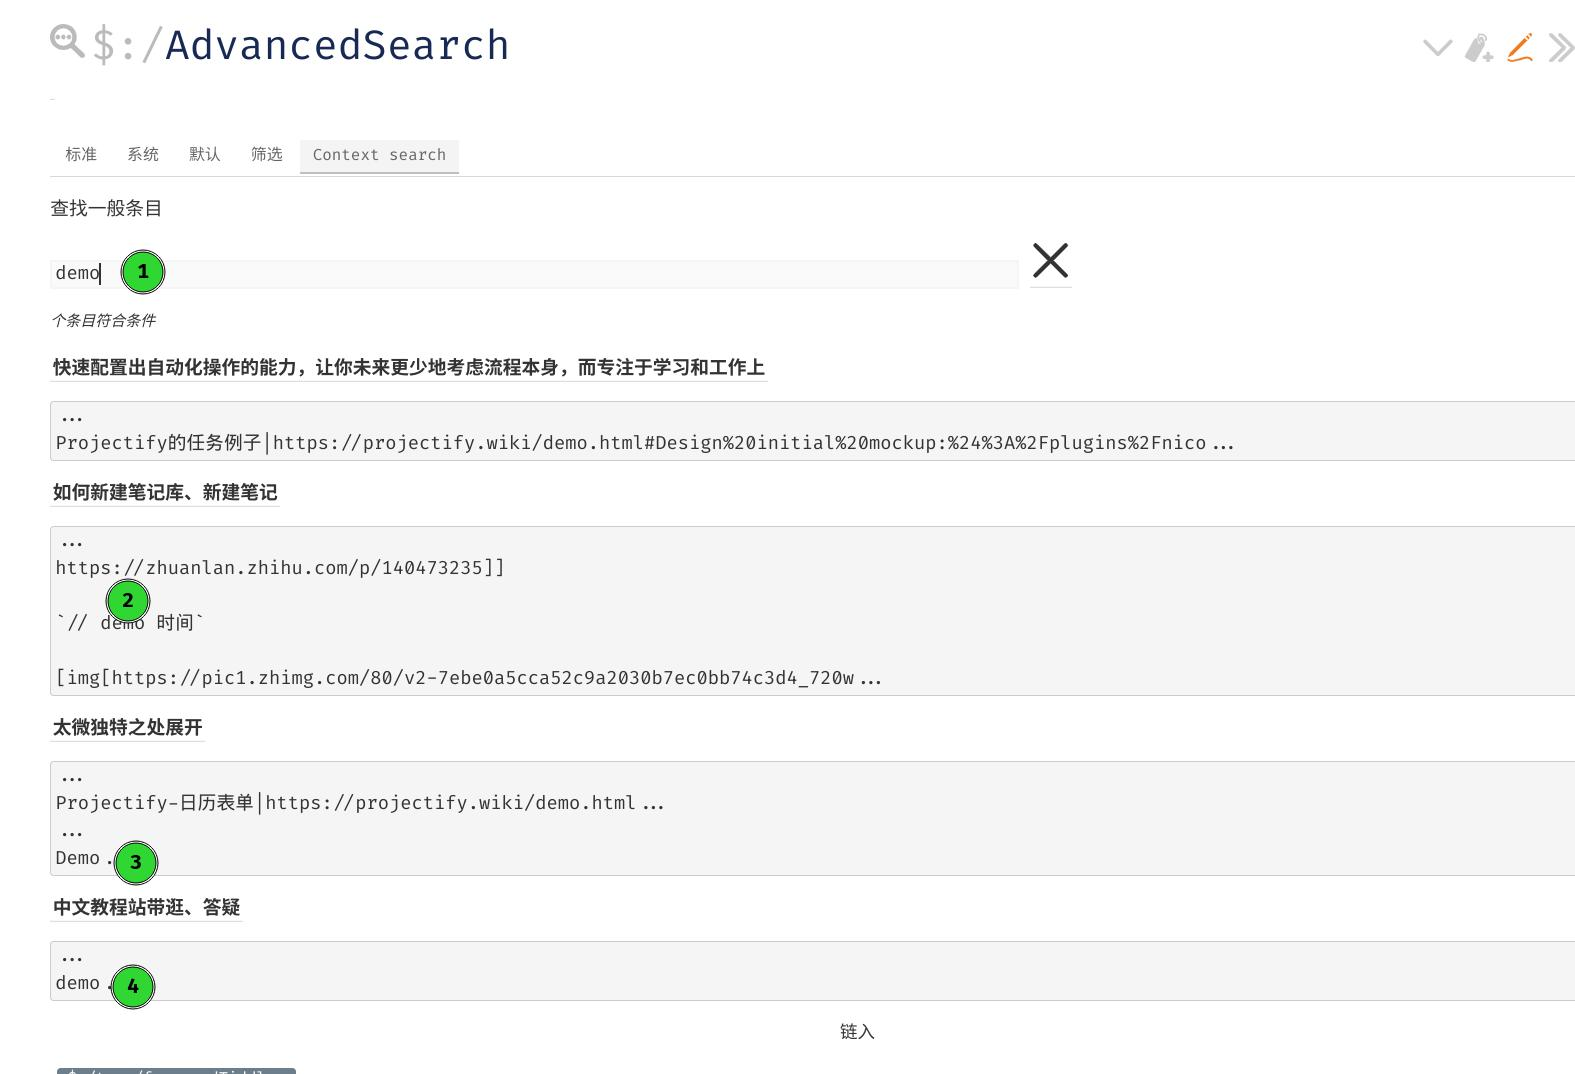 $:/AdvancedSearch
标准 系统 默认 筛选 Context search
查找一般条目
demo 1
个条目符合条件
快速配置出自动化操作的能力，让你未来更少地考虑流程本身，而专注于学习和工作上
...
Projectify的任务例子|https://projectify.wiki/demo.html#Design%20initial%20mockup:%24%3A%2Fplugins%2Fnico...
如何新建笔记库、新建笔记
...
https://zhuanlan.zhihu.com/p/140473235]]
2
`// demo 时间`
[img[https://pic1.zhimg.com/80/v2-7ebe0a5cca52c9a2030b7ec0bb74c3d4_720w...
太微独特之处展开
...
Projectify-日历表单|https://projectify.wiki/demo.html...
...
Demo . 3
中文教程站带逛、答疑
...
demo . 4
链入